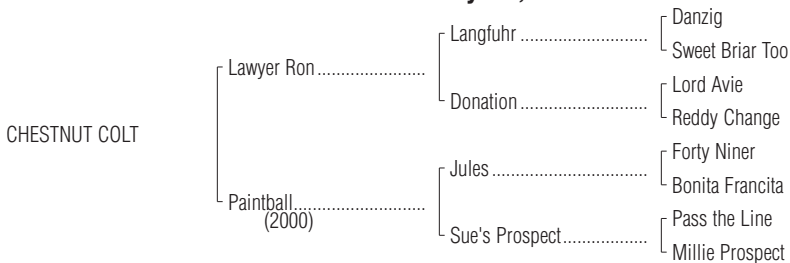 Danzig
Langfuhr ...........................
Sweet Briar Too
Lawyer Ron.......................
Lord Avie
Donation ...........................
Reddy Change
CHESTNUT COLT
Forty Niner
Jules .................................
Bonita Francita
Paintball............................
(2000)
Pass the Line
Sue's Prospect..................
Millie Prospect